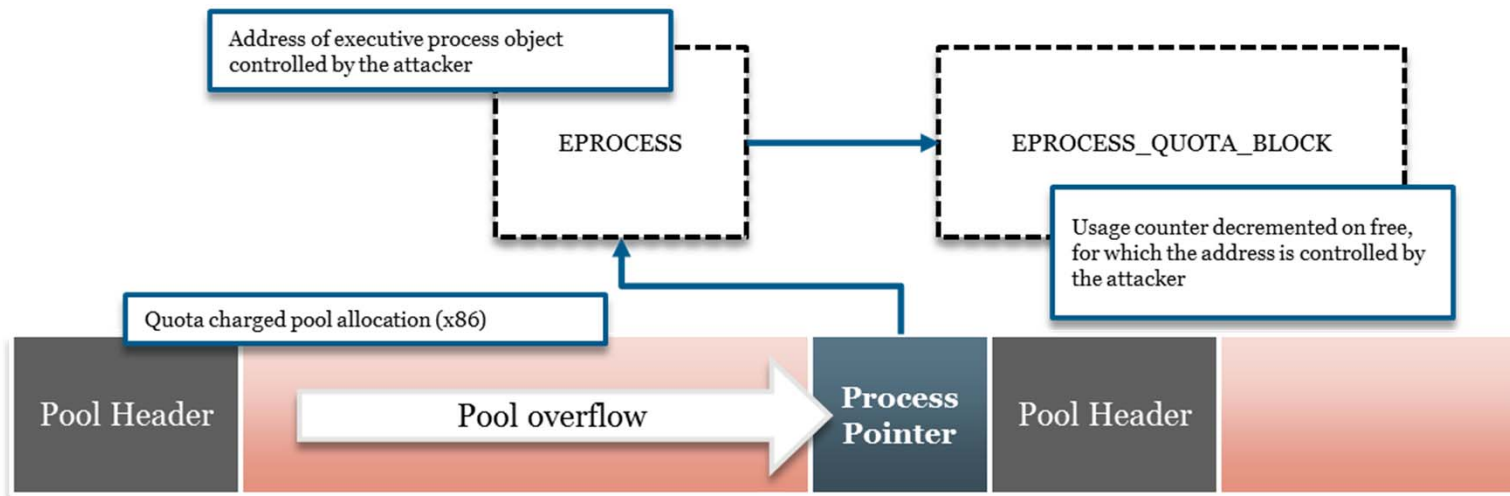 Address of executive process object
controlled by the attacker
EPROCESS
EPROCESS_QUOTA_BLOCK
Usage counter decremented on free,
for which the address is controlled by
the attacker
Quota charged pool allocation (x86)
Pool Header
Pool overflow
Process
Pointer
Pool Header